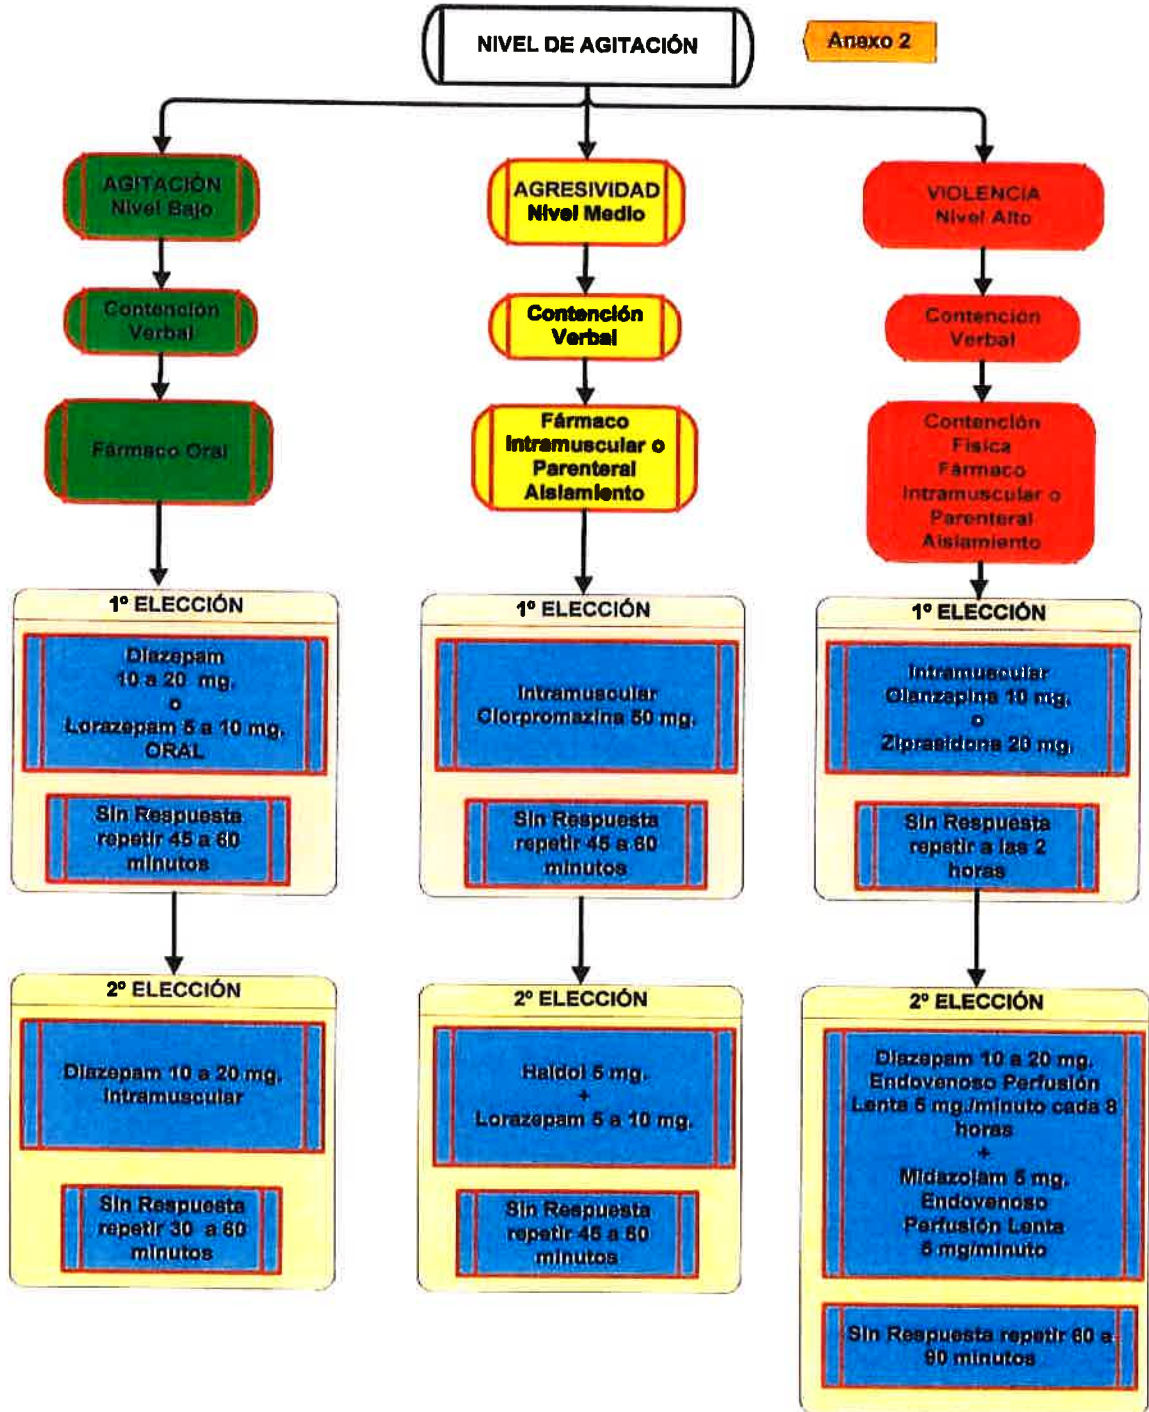 NIVEL DE AGITACIÓN
Anexo 2
AGITACIÓN
Nivel Bajo
Contención
Verbal
Fármaco Oral
1º ELECCIÓN
Diazepam
10 a 20 mg.
o
Lorazepam 5 a 10 mg.
ORAL
Sin Respuesta
repetir 45 a 60
minutos
2º ELECCIÓN
Diazepam 10 a 20 mg.
Intramuscular
Sin Respuesta
repetir 30 a 60
minutos
AGRESIVIDAD
Nivel Medio
Contención
Verbal
Fármaco
Intramuscular o
Parenteral
Aislamiento
1º ELECCIÓN
Intramuscular
Clorpromazina 50 mg.
Sin Respuesta
repetir 45 a 60
minutos
2º ELECCIÓN
Haldol 5 mg.
+
Lorazepam 5 a 10 mg.
Sin Respuesta
repetir 45 a 60
minutos
VIOLENCIA
Nivel Alto
Contención
Verbal
Contención
Física
Fármaco
Intramuscular o
Parenteral
Aislamiento
1º ELECCIÓN
Intramuscular
Olanzapina 10 mg.
o
Ziprasidona 20 mg.
Sin Respuesta
repetir a las 2
horas
2º ELECCIÓN
Diazepam 10 a 20 mg.
Endovenoso Perfusión
Lenta 5 mg./minuto cada 8
horas
+
Midazolam 5 mg.
Endovenoso
Perfusión Lenta
5 mg/minuto
Sin Respuesta repetir 60 a
90 minutos